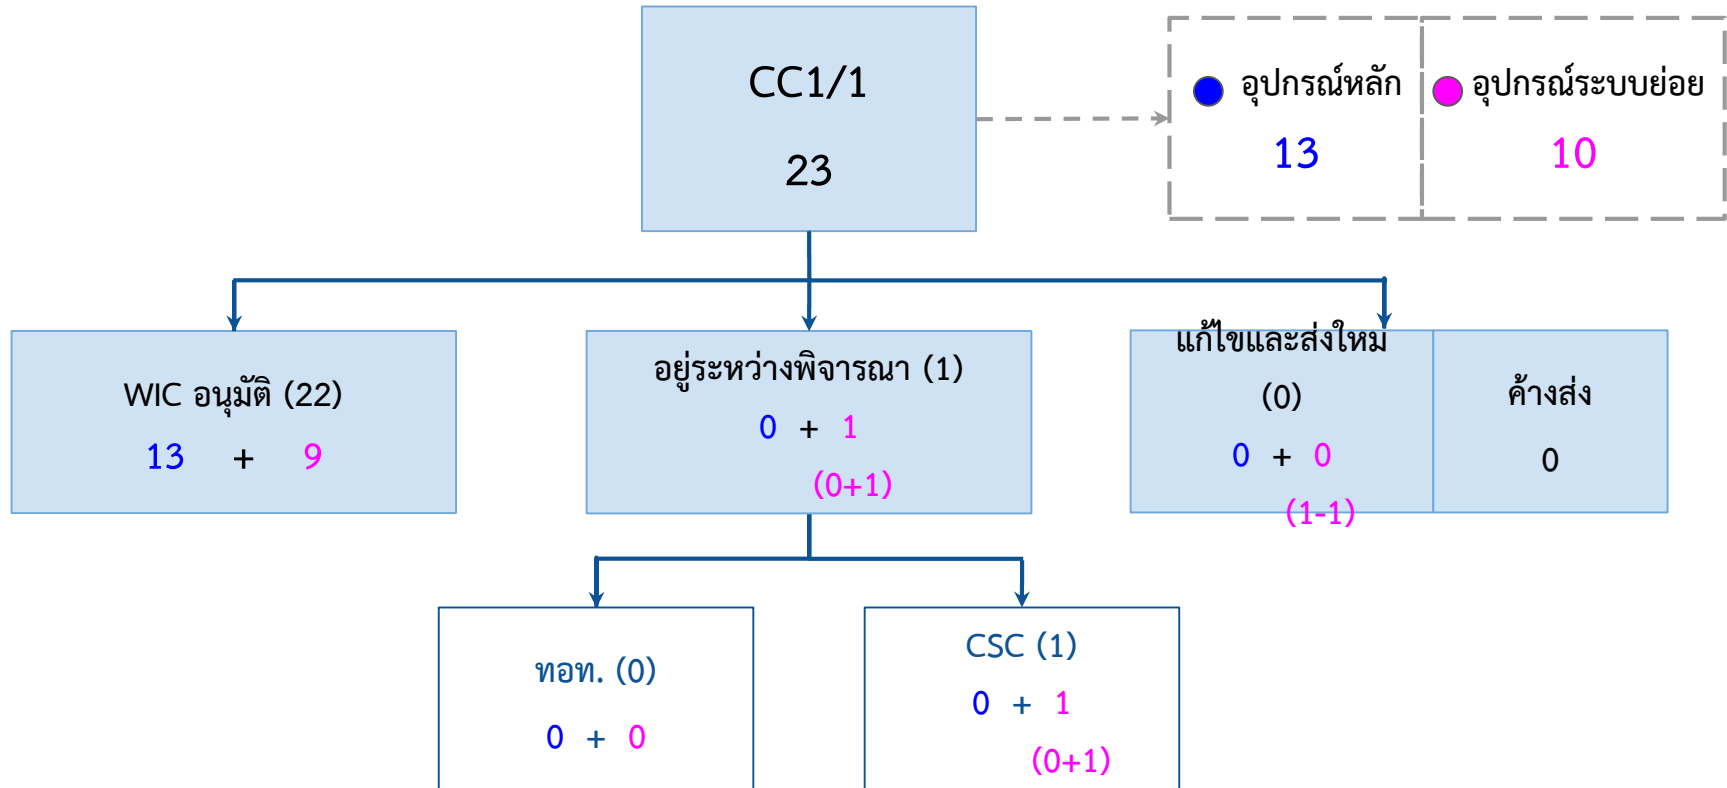 CC1/1
23
อุปกรณ์หลัก
13
อุปกรณ์ระบบย่อย
10
WIC อนุมัติ (22)
13 + 9
อยู่ระหว่างพิจารณา (1)
0 + 1
(0+1)
แก้ไขและส่งใหม่
(0)
0 + 0
(1-1)
ค้างส่ง
0
ทอท. (0)
0 + 0
CSC (1)
0 + 1
(0+1)